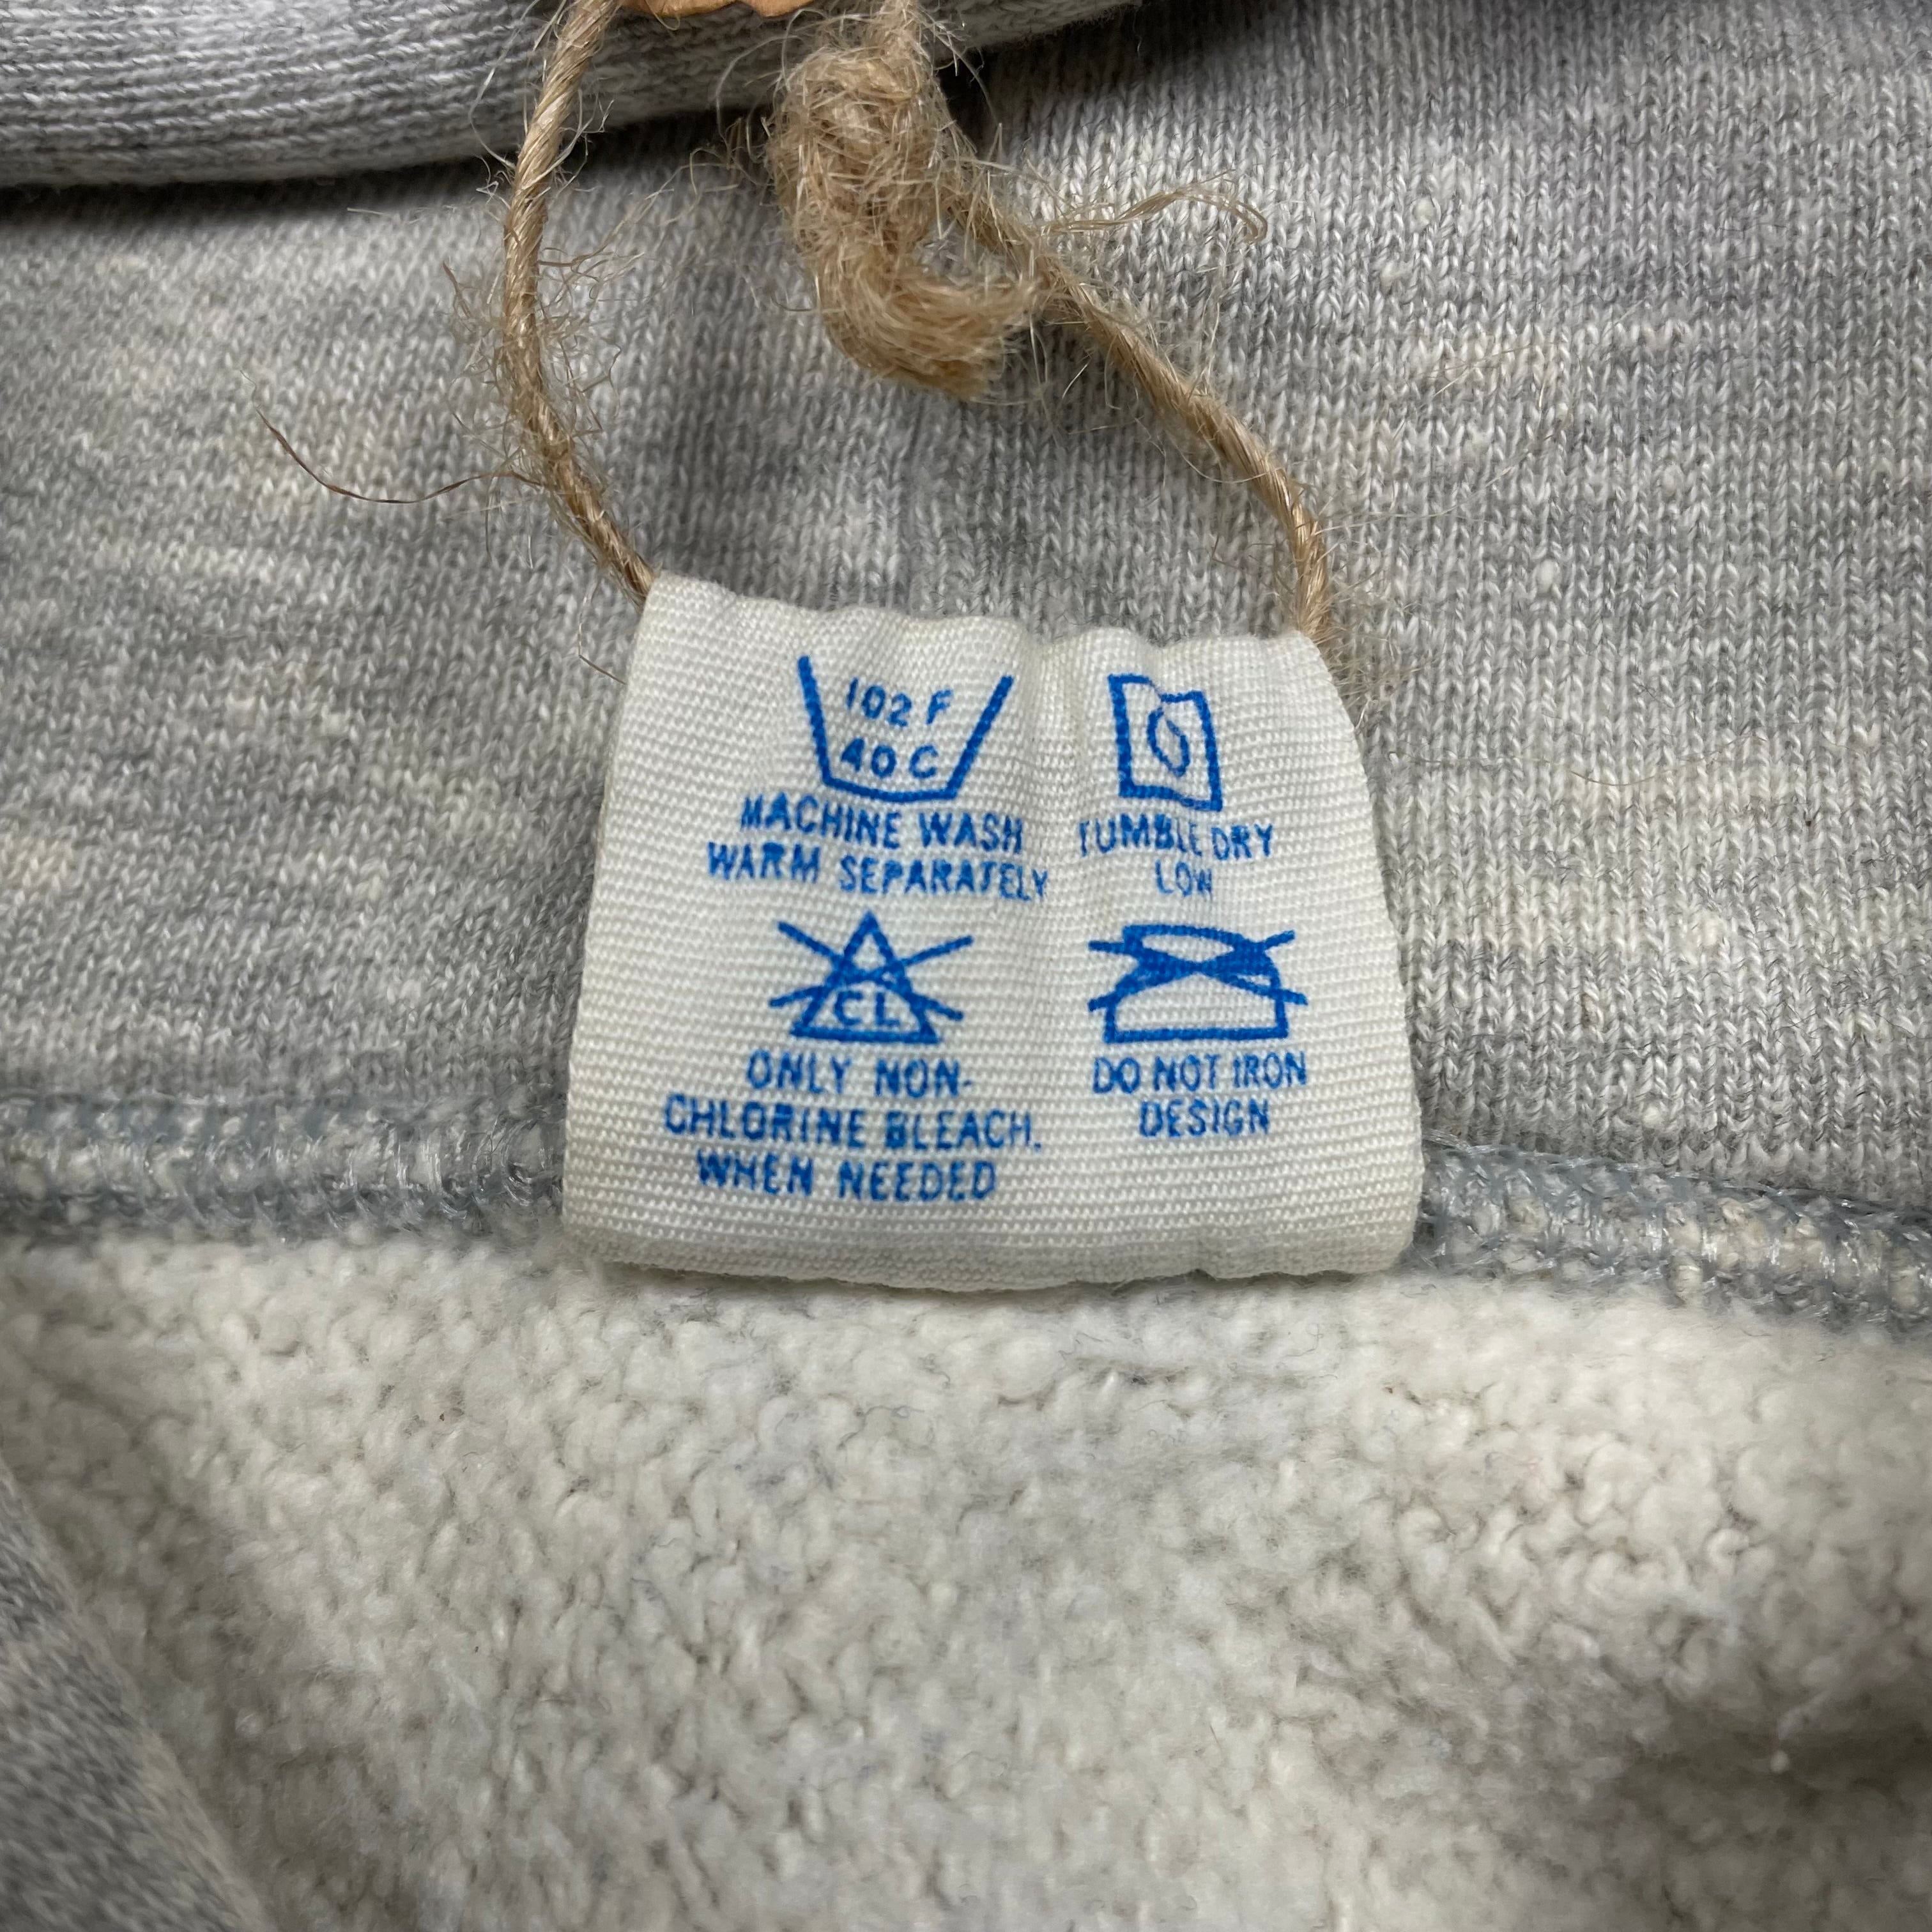 102 F
40 C
MACHINE WASH
WARM SEPARATELY
TUMBLE DRY
LOW
CL
ONLY NON-
CHLORINE BLEACH.
WHEN NEEDED
DO NOT IRON
DESIGN